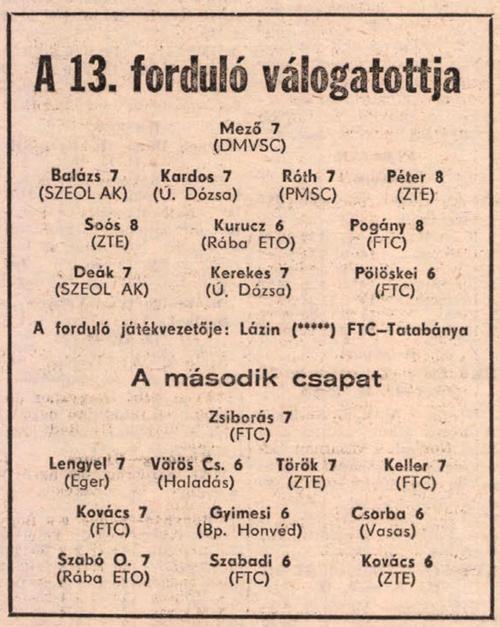 A 13. forduló válogatottja
Mező 7
(DMVSC)
Balázs 7 Kardos 7 Róth 7 Péter 8
(SZEOL AK) (Ú. Dózsa) (PMSC) (ZTE)
Soós 8 Kurucz 6 Pogány 8
(ZTE) (Rába ETO) (FTC)
Deák 7 Kerekes 7 Pölöskei 6
(SZEOL AK) (Ú. Dózsa) (FTC)
A forduló játékvezetője: Lázin (*****) FTC–Tatabánya
A második csapat
Zsiborás 7
(FTC)
Lengyel 7 Vörös Cs. 6 Török 7 Keller 7
(Eger) (Haladás) (ZTE) (FTC)
Kovács 7 Gyimesi 6 Csorba 6
(FTC) (Bp. Honvéd) (Vasas)
Szabó O. 7 Szabadi 6 Kovács 6
(Rába ETO) (FTC) (ZTE)